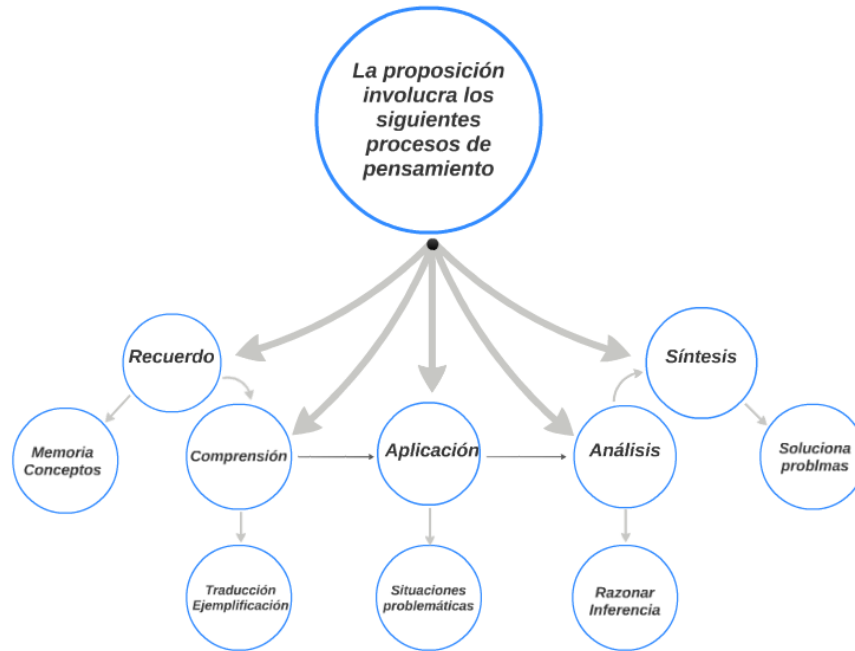 La proposición
involucra los
siguientes
procesos de
pensamiento
Recuerdo
Síntesis
Memoria
Conceptos
Comprensión
Aplicación
Análisis
Soluciona
problmas
Traducción
Ejemplificación
Situaciones
problemáticas
Razonar
Inferencia